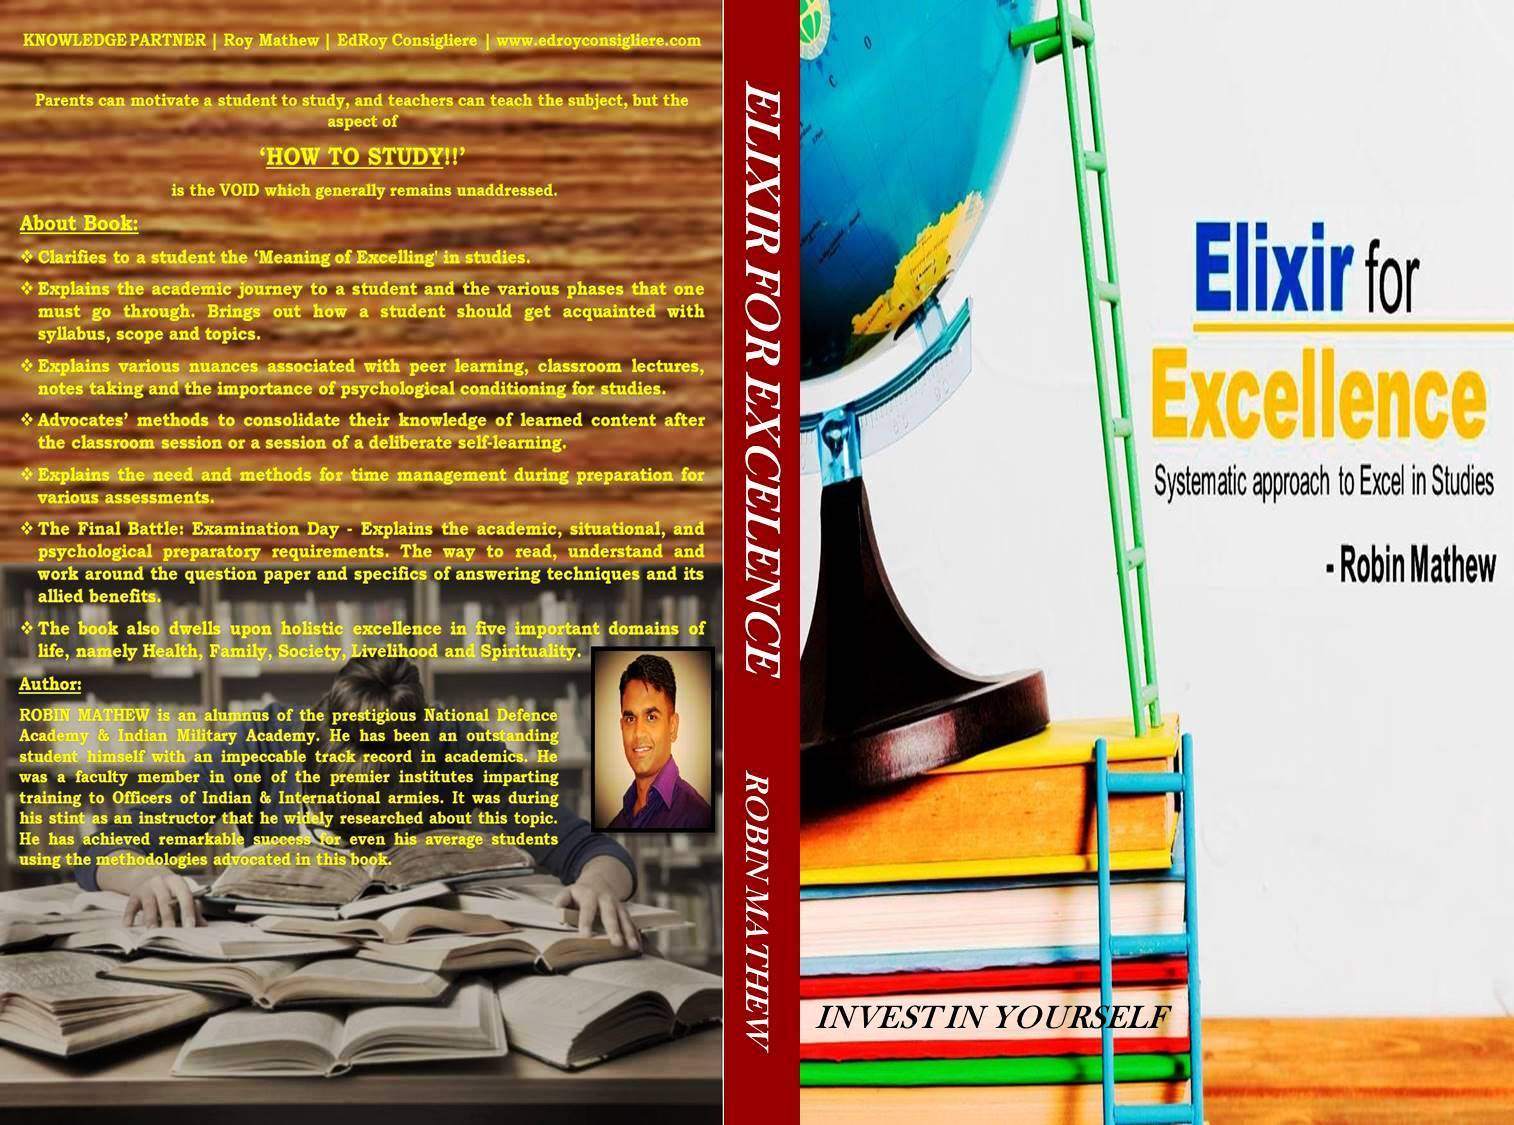 KNOWLEDGE PARTNER | Roy Mathew | EdRoy Consigliere | www.edroyconsigliere.com
Parents can motivate a student to study, and teachers can teach the subject, but the
aspect of
‘HOW TO STUDY!!’
is the VOID which generally remains unaddressed.
About Book:
❖ Clarifies to a student the ‘Meaning of Excelling' in studies.
❖ Explains the academic journey to a student and the various phases that one
must go through. Brings out how a student should get acquainted with
syllabus, scope and topics.
❖ Explains various nuances associated with peer learning, classroom lectures,
notes taking and the importance of psychological conditioning for studies.
❖ Advocates’ methods to consolidate their knowledge of learned content after
the classroom session or a session of a deliberate self-learning.
❖ Explains the need and methods for time management during preparation for
various assessments.
❖ The Final Battle: Examination Day - Explains the academic, situational, and
psychological preparatory requirements. The way to read, understand and
work around the question paper and specifics of answering techniques and its
allied benefits.
❖ The book also dwells upon holistic excellence in five important domains of
life, namely Health, Family, Society, Livelihood and Spirituality.
Author:
ROBIN MATHEW is an alumnus of the prestigious National Defence
Academy & Indian Military Academy. He has been an outstanding
student himself with an impeccable track record in academics. He
was a faculty member in one of the premier institutes imparting
training to Officers of Indian & International armies. It was during
his stint as an instructor that he widely researched about this topic.
He has achieved remarkable success for even his average students
using the methodologies advocated in this book.
ELIXIR FOR EXCELENCE
ROBIN MATHEW
Elixir for
Excellence
Systematic approach to Excel in Studies
- Robin Mathew
INVEST IN YOURSELF